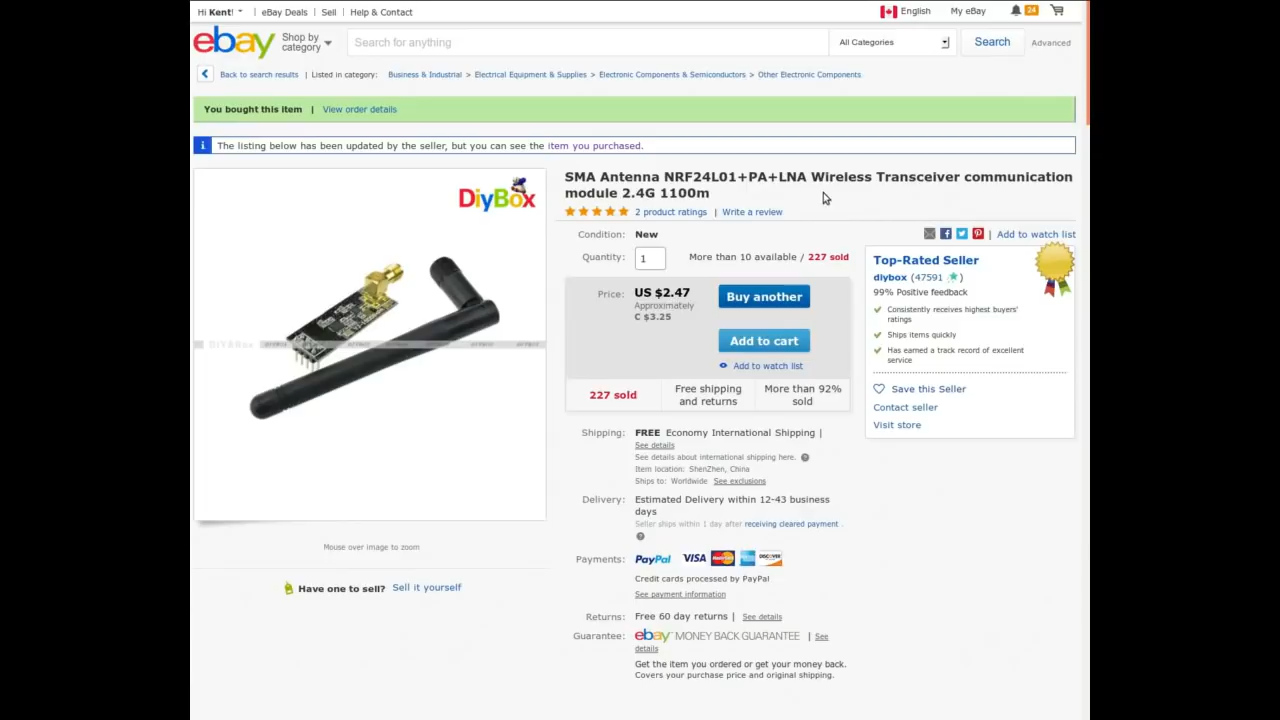 Hi Kent! | eBay Deals | Sell | Help & Contact
English My eBay 24
ebay Shop by category
Search for anything All Categories Search Advanced
Back to search results | Listed in category: Business & Industrial > Electrical Equipment & Supplies > Electronic Components & Semiconductors > Other Electronic Components
You bought this item | View order details
i The listing below has been updated by the seller, but you can see the item you purchased.
DiyBox
SMA Antenna NRF24L01+PA+LNA Wireless Transceiver communication
module 2.4G 1100m
2 product ratings | Write a review
Condition: New
Quantity: 1 More than 10 available / 227 sold
Price: US $2.47
Approximately
C $3.25
Buy another
Add to cart
Add to watch list
227 sold
Free shipping
and returns
More than 92%
sold
| Add to watch list
Top-Rated Seller
diybox (47591)
99% Positive feedback
Consistently receives highest buyers'
ratings
Ships items quickly
Has earned a track record of excellent
service
Save this Seller
Contact seller
Visit store
Shipping: FREE Economy International Shipping |
See details
See details about international shipping here. ?
Item location: ShenZhen, China
Ships to: Worldwide See exclusions
Delivery: Estimated Delivery within 12-43 business
days
Seller ships within 1 day after receiving cleared payment .
?
Payments: PayPal VISA MasterCard DISCOVER
Credit cards processed by PayPal
See payment information
Returns: Free 60 day returns | See details
Guarantee: ebay MONEY BACK GUARANTEE | See
details
Get the item you ordered or get your money back.
Covers your purchase price and original shipping.
Mouse over image to zoom
Have one to sell? Sell it yourself